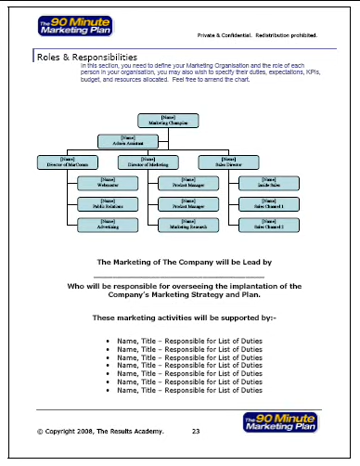 The 90 Minute
Marketing Plan
Private & Confidential. Redistribution prohibited.
Roles & Responsibilities
In this section, you need to define your Marketing Organisation and the role of each
person in your organisation, you may also wish to specify their duties, expectations, KPIs,
budget, and resources allocated. Feel free to amend the chart.
[Name]
Marketing Champion
[Name]
Admin Assistant
[Name]
Director of MarComm
[Name]
Director of Marketing
[Name]
Sales Director
[Name]
Webmaster
[Name]
Product Manager
[Name]
Inside Sales
[Name]
Public Relations
[Name]
Product Manager
[Name]
Sales Channel 1
[Name]
Advertising
[Name]
Marketing Research
[Name]
Sales Channel 2
The Marketing of The Company will be Lead by
Who will be responsible for overseeing the implantation of the
Company's Marketing Strategy and Plan.
These marketing activities will be supported by:-
• Name, Title – Responsible for List of Duties
• Name, Title – Responsible for List of Duties
• Name, Title – Responsible for List of Duties
• Name, Title – Responsible for List of Duties
• Name, Title – Responsible for List of Duties
• Name, Title – Responsible for List of Duties
• Name, Title – Responsible for List of Duties
The 90 Minute
Marketing Plan
© Copyright 2008, The Results Academy. 23